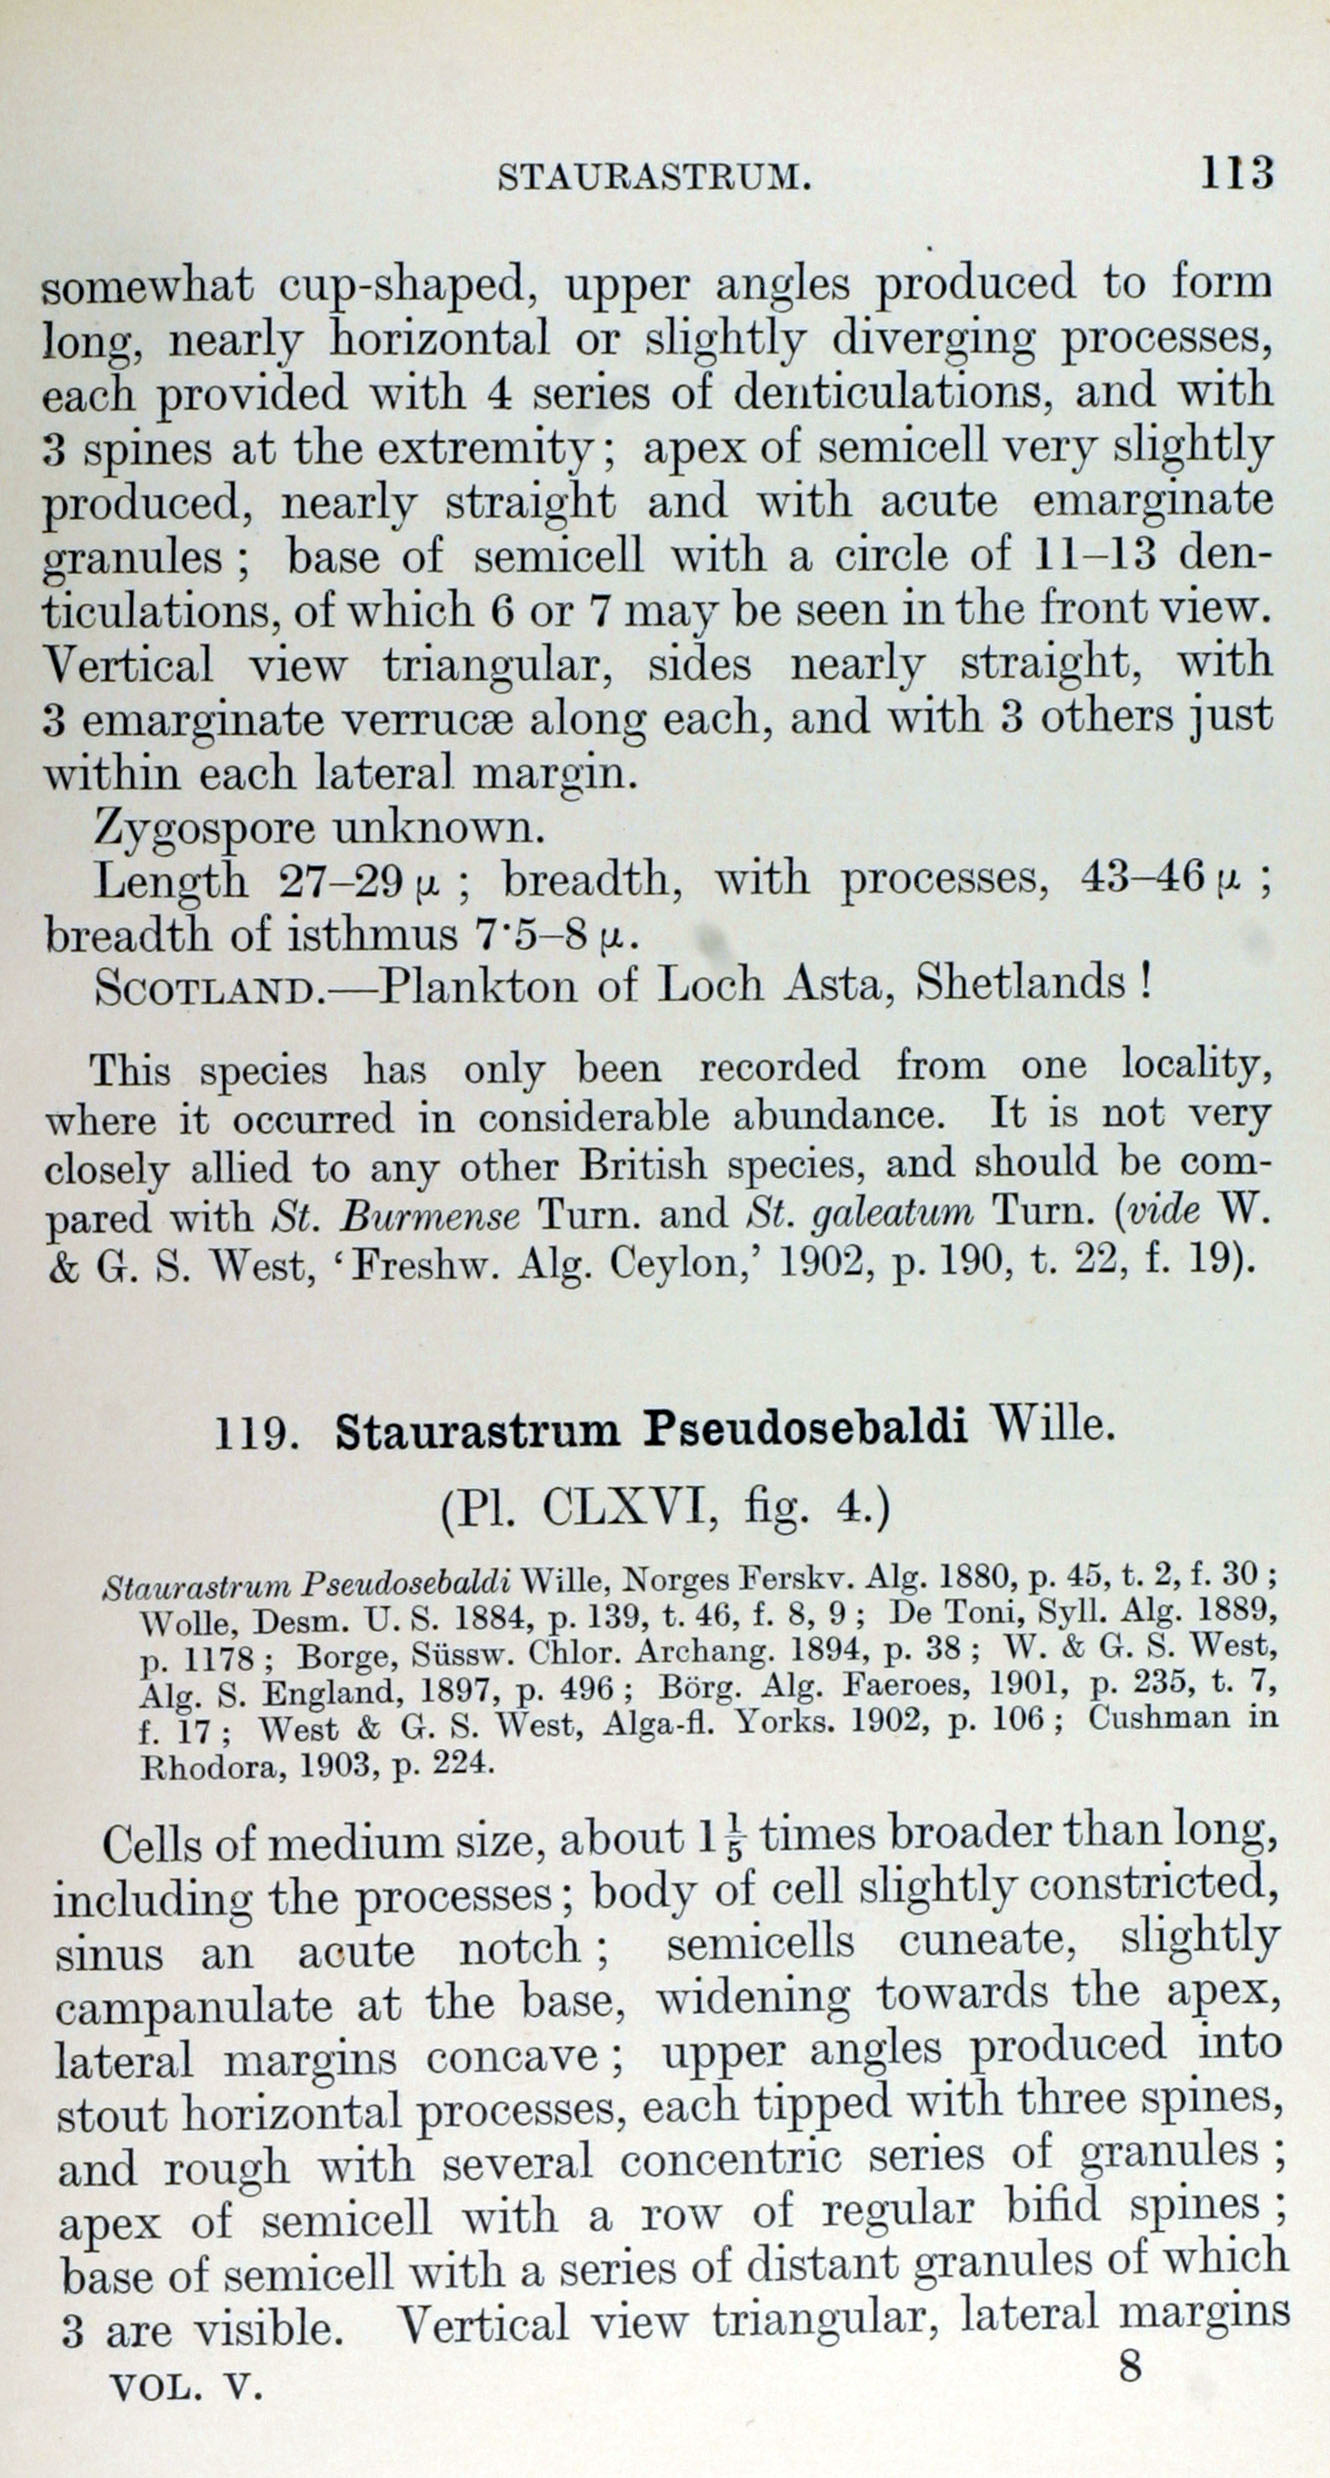 STAURASTRUM. 113
somewhat cup-shaped, upper angles produced to form
long, nearly horizontal or slightly diverging processes,
each provided with 4 series of denticulations, and with
3 spines at the extremity; apex of semicell very slightly
produced, nearly straight and with acute emarginate
granules ; base of semicell with a circle of 11–13 den-
ticulations, of which 6 or 7 may be seen in the front view.
Vertical view triangular, sides nearly straight, with
3 emarginate verrucæ along each, and with 3 others just
within each lateral margin.
Zygospore unknown.
Length 27–29 μ ; breadth, with processes, 43–46 μ ;
breadth of isthmus 7·5–8 μ.
SCOTLAND.—Plankton of Loch Asta, Shetlands !
This species has only been recorded from one locality,
where it occurred in considerable abundance. It is not very
closely allied to any other British species, and should be com-
pared with St. Burmense Turn. and St. galeatum Turn. (vide W.
& G. S. West, ‘Freshw. Alg. Ceylon,’ 1902, p. 190, t. 22, f. 19).
119. Staurastrum Pseudosebaldi Wille.
(Pl. CLXVI, fig. 4.)
Staurastrum Pseudosebaldi Wille, Norges Ferskv. Alg. 1880, p. 45, t. 2, f. 30 ;
Wolle, Desm. U. S. 1884, p. 139, t. 46, f. 8, 9 ; De Toni, Syll. Alg. 1889,
p. 1178 ; Borge, Süssw. Chlor. Archang. 1894, p. 38 ; W. & G. S. West,
Alg. S. England, 1897, p. 496 ; Börg. Alg. Faeroes, 1901, p. 235, t. 7,
f. 17 ; West & G. S. West, Alga-fl. Yorks. 1902, p. 106 ; Cushman in
Rhodora, 1903, p. 224.
Cells of medium size, about 1⅕ times broader than long,
including the processes ; body of cell slightly constricted,
sinus an acute notch ; semicells cuneate, slightly
campanulate at the base, widening towards the apex,
lateral margins concave ; upper angles produced into
stout horizontal processes, each tipped with three spines,
and rough with several concentric series of granules ;
apex of semicell with a row of regular bifid spines ;
base of semicell with a series of distant granules of which
3 are visible. Vertical view triangular, lateral margins
VOL. V. 8